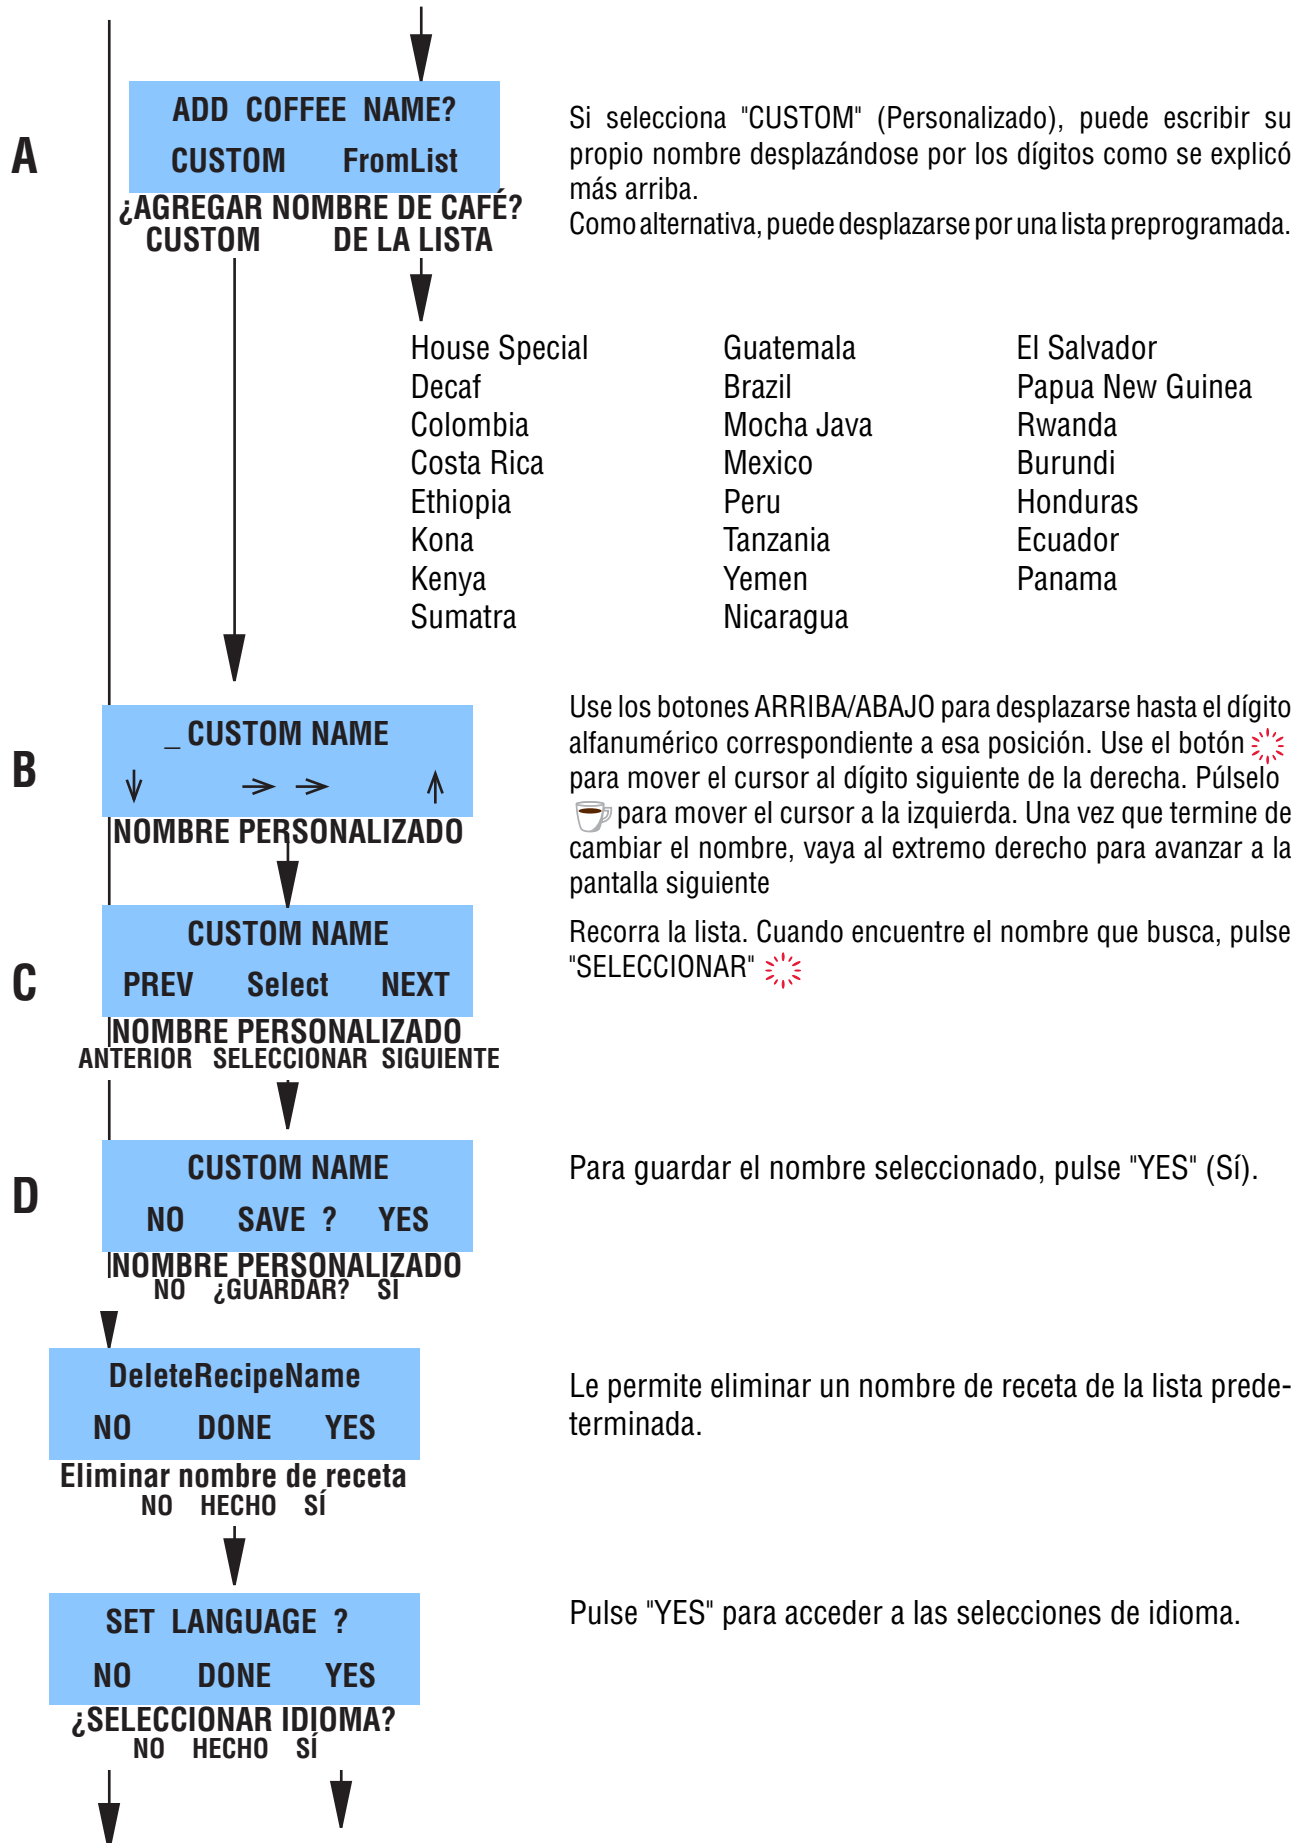 A
ADD COFFEE NAME?
CUSTOM FromList
¿AGREGAR NOMBRE DE CAFÉ?
CUSTOM DE LA LISTA
Si selecciona "CUSTOM" (Personalizado), puede escribir su
propio nombre desplazándose por los dígitos como se explicó
más arriba.
Como alternativa, puede desplazarse por una lista preprogramada.
House Special
Decaf
Colombia
Costa Rica
Ethiopia
Kona
Kenya
Sumatra
Guatemala
Brazil
Mocha Java
Mexico
Peru
Tanzania
Yemen
Nicaragua
El Salvador
Papua New Guinea
Rwanda
Burundi
Honduras
Ecuador
Panama
B
_ CUSTOM NAME
NOMBRE PERSONALIZADO
Use los botones ARRIBA/ABAJO para desplazarse hasta el dígito
alfanumérico correspondiente a esa posición. Use el botón
para mover el cursor al dígito siguiente de la derecha. Púlselo
para mover el cursor a la izquierda. Una vez que termine de
cambiar el nombre, vaya al extremo derecho para avanzar a la
pantalla siguiente
C
CUSTOM NAME
PREV Select NEXT
NOMBRE PERSONALIZADO
ANTERIOR SELECCIONAR SIGUIENTE
Recorra la lista. Cuando encuentre el nombre que busca, pulse
"SELECCIONAR"
D
CUSTOM NAME
NO SAVE ? YES
NOMBRE PERSONALIZADO
NO ¿GUARDAR? SÍ
Para guardar el nombre seleccionado, pulse "YES" (Sí).
DeleteRecipeName
NO DONE YES
Eliminar nombre de receta
NO HECHO SÍ
Le permite eliminar un nombre de receta de la lista prede-
terminada.
SET LANGUAGE ?
NO DONE YES
¿SELECCIONAR IDIOMA?
NO HECHO SÍ
Pulse "YES" para acceder a las selecciones de idioma.